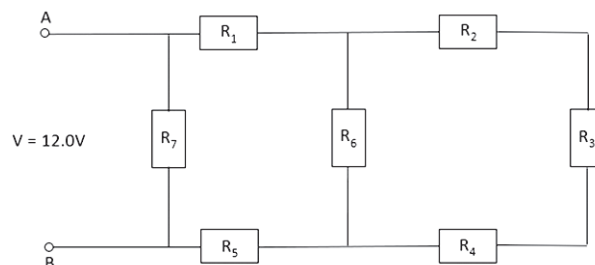 A
R₁
R₂
V = 12.0V
R₇
R₆
R₃
R₅
R₄
B